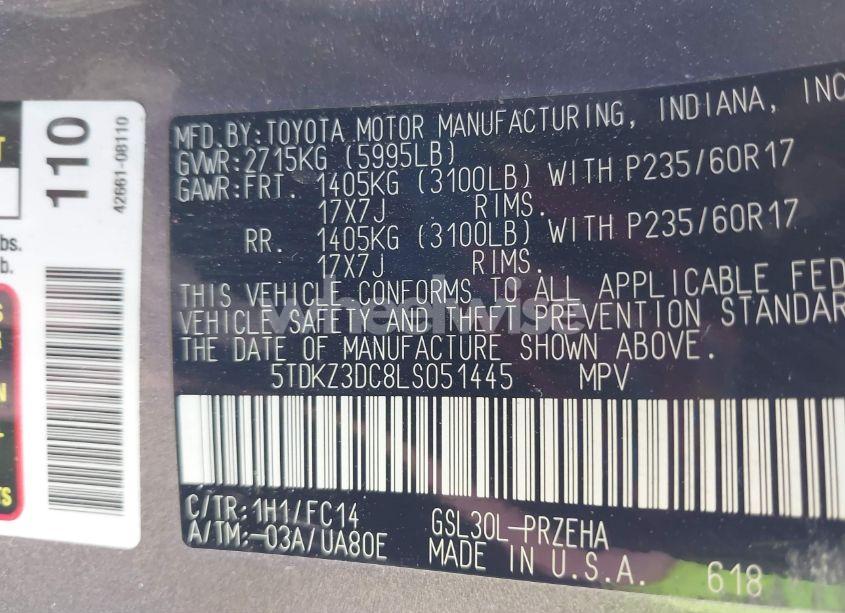 MFD.BY:TOYOTA MOTOR MANUFACTURING, INDIANA, INC
GVWR:2715KG (5995LB)
GAWR:FRT. 1405KG (3100LB) WITH P235/60R17
17X7J RIMS.
RR. 1405KG (3100LB) WITH P235/60R17
17X7J RIMS.
THIS VEHICLE CONFORMS TO ALL APPLICABLE FED
VEHICLE SAFETY AND THEFT PREVENTION STANDAR
THE DATE OF MANUFACTURE SHOWN ABOVE.
5TDKZ3DC8LS051445 MPV
C/TR:1H1/FC14 GSL30L-PRZEHA
A/TM:-03A/UA80E MADE IN U.S.A. 618
110
42661-08110
bs.
b.